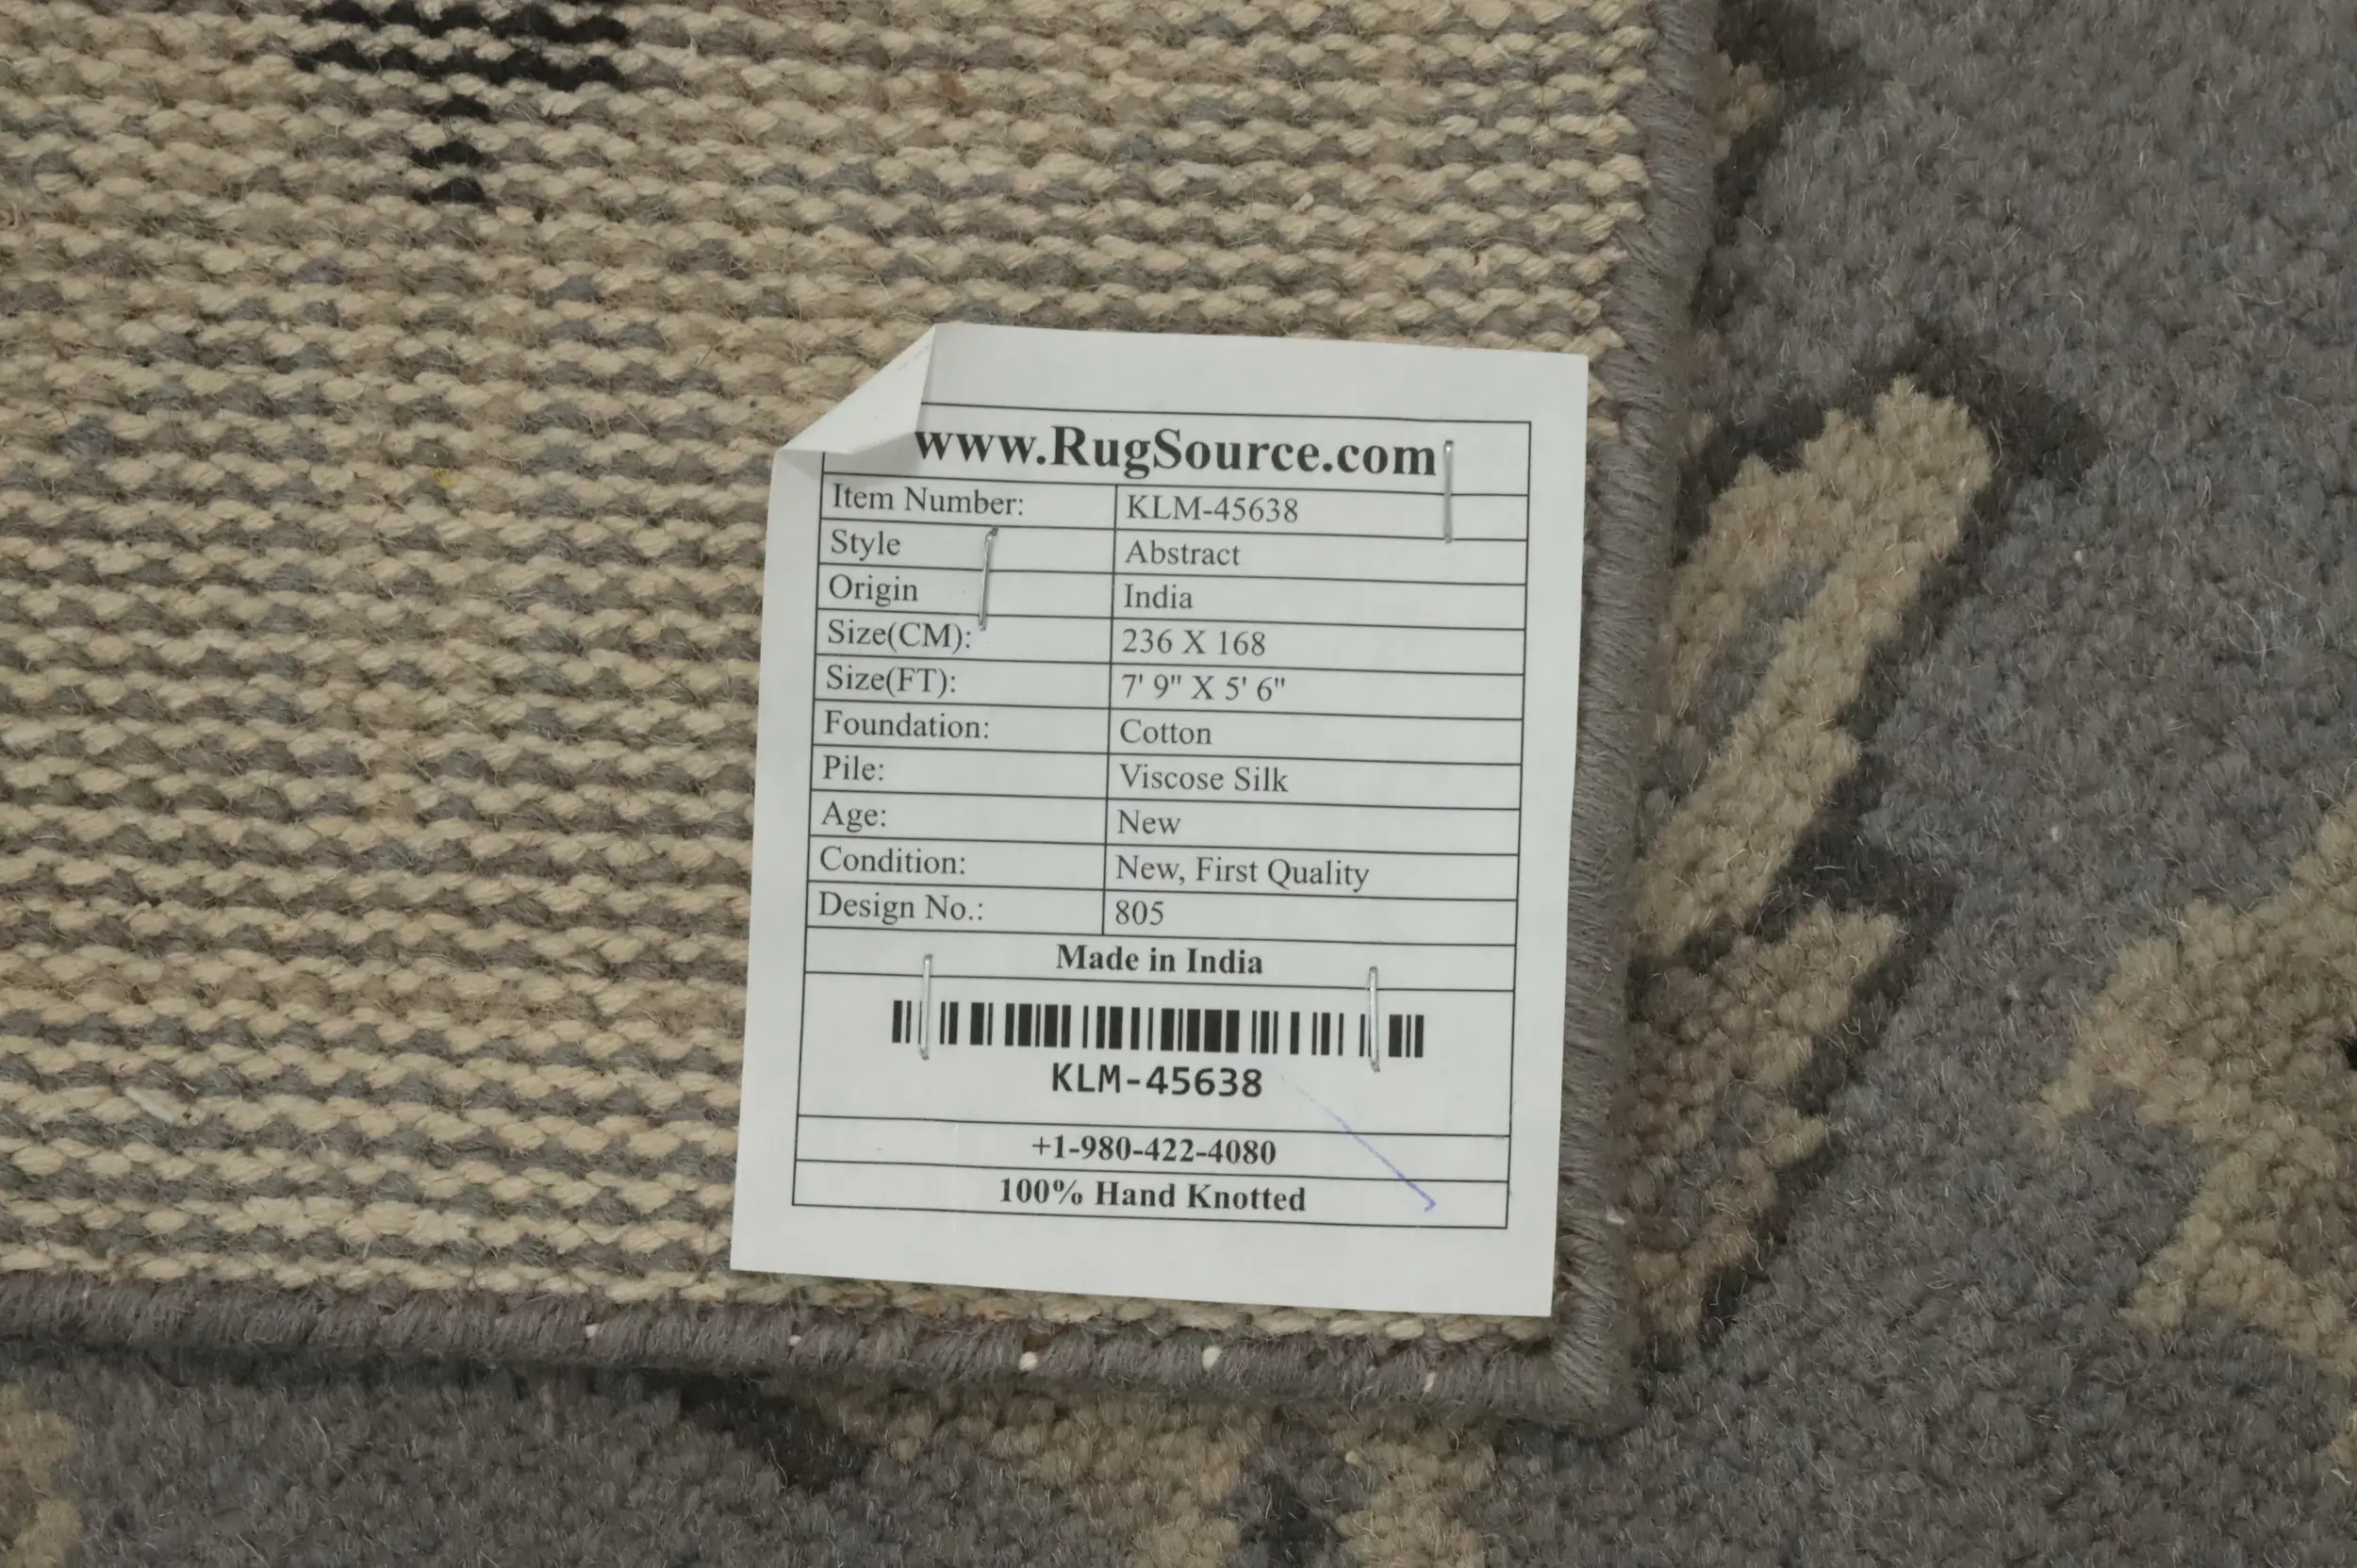 www.RugSource.com
Item Number: KLM-45638
Style Abstract
Origin India
Size(CM): 236 X 168
Size(FT): 7' 9" X 5' 6"
Foundation: Cotton
Pile: Viscose Silk
Age: New
Condition: New, First Quality
Design No.: 805
Made in India
KLM-45638
+1-980-422-4080
100% Hand Knotted